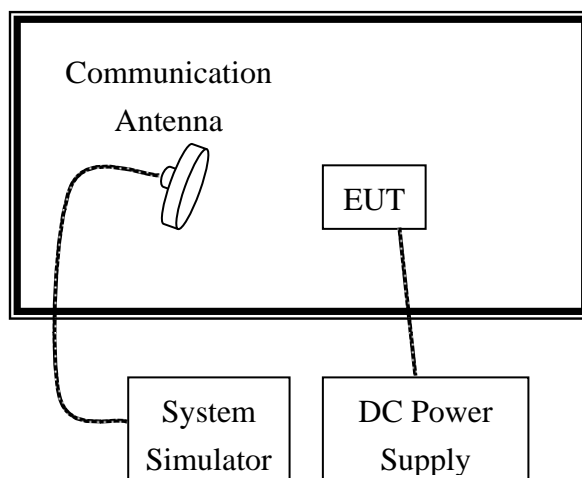 Communication
Antenna
EUT
System
Simulator
DC Power
Supply